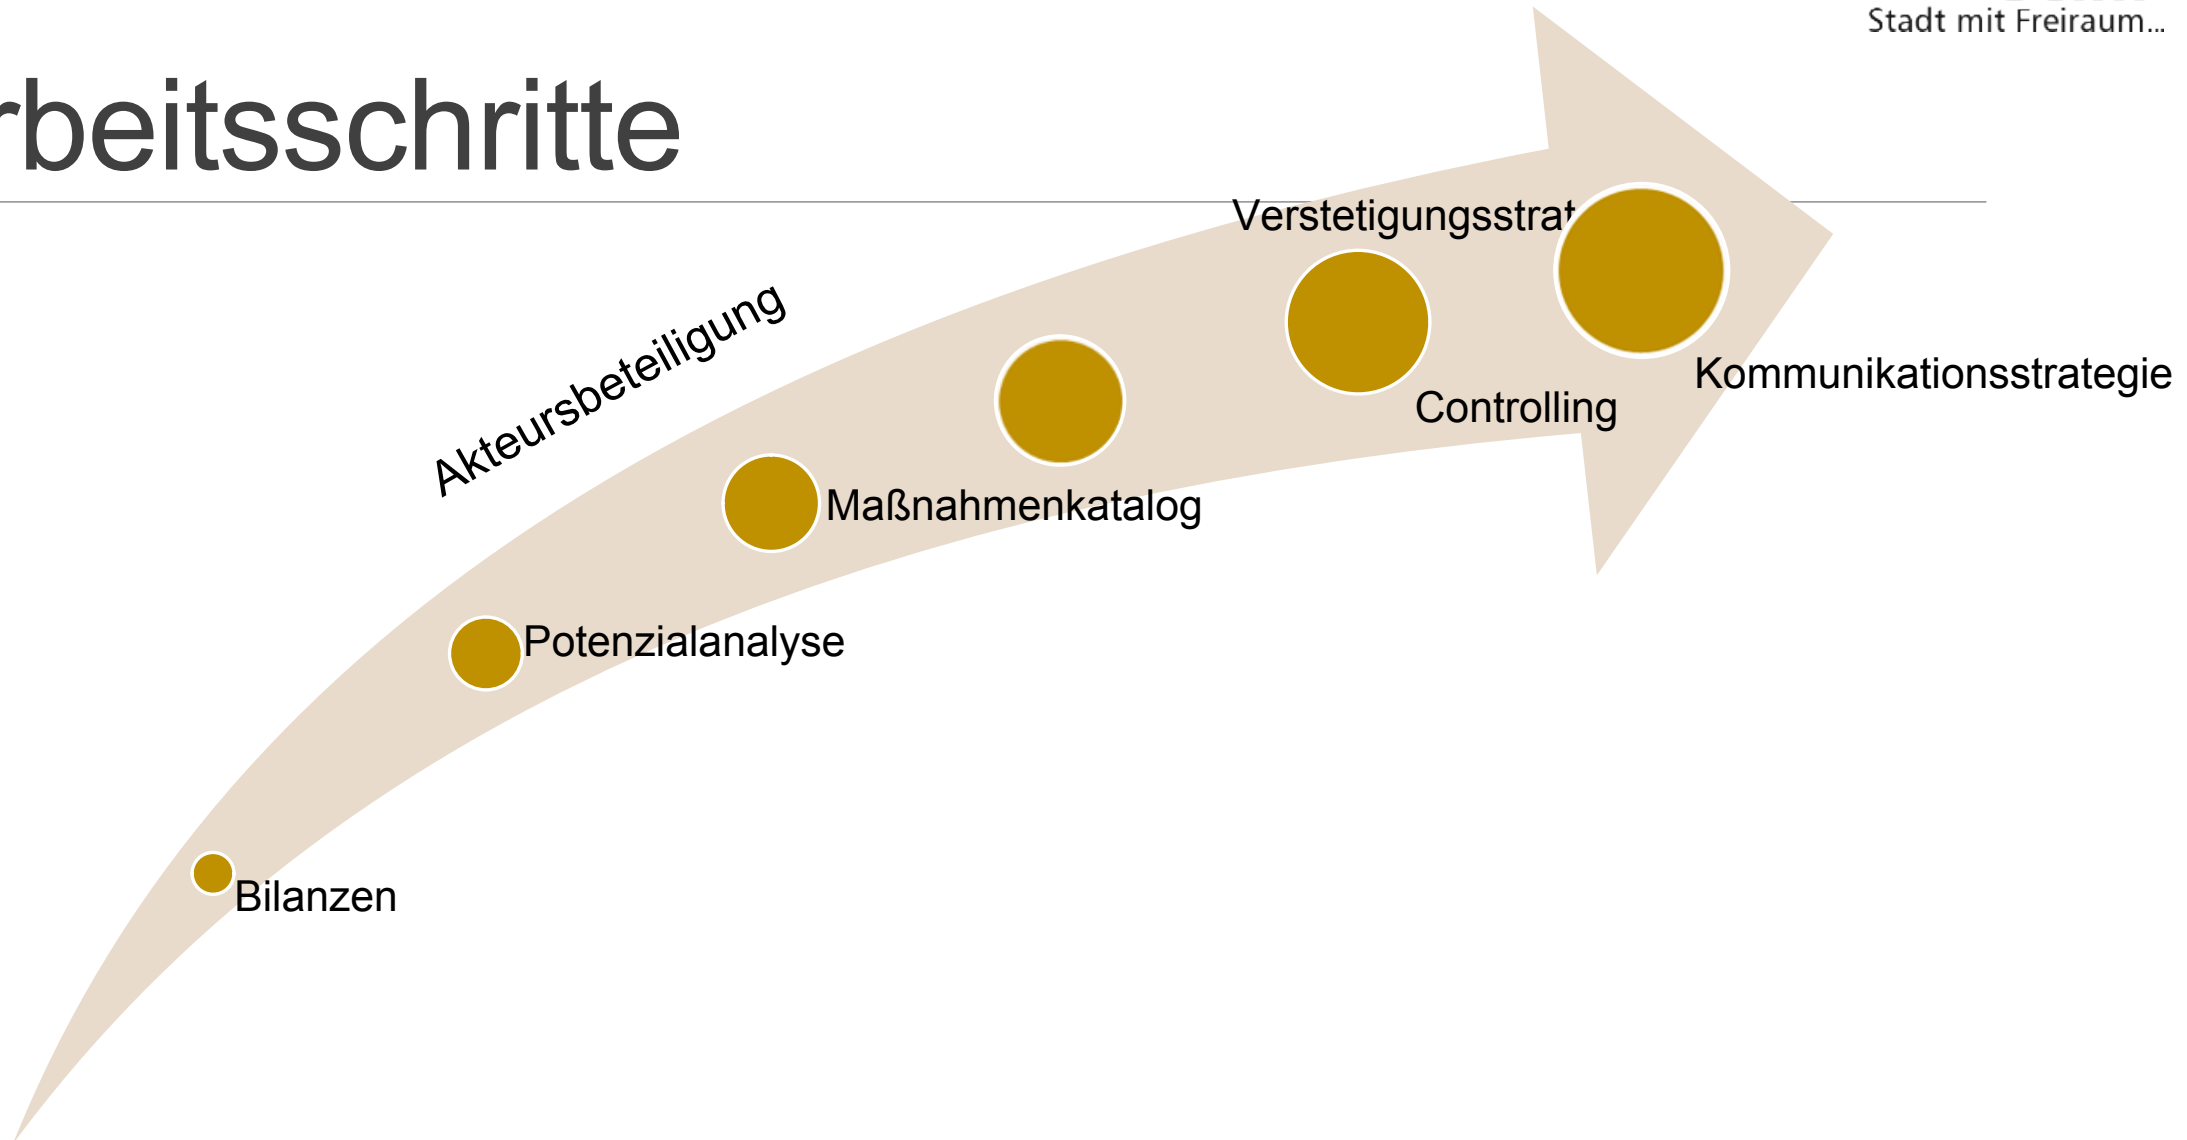 Stadt mit Freiraum...
rbeitsschritte
Verstetigungsstrat
Akteursbeteiligung
Kommunikationsstrategie
Controlling
Maßnahmenkatalog
Potenzialanalyse
Bilanzen